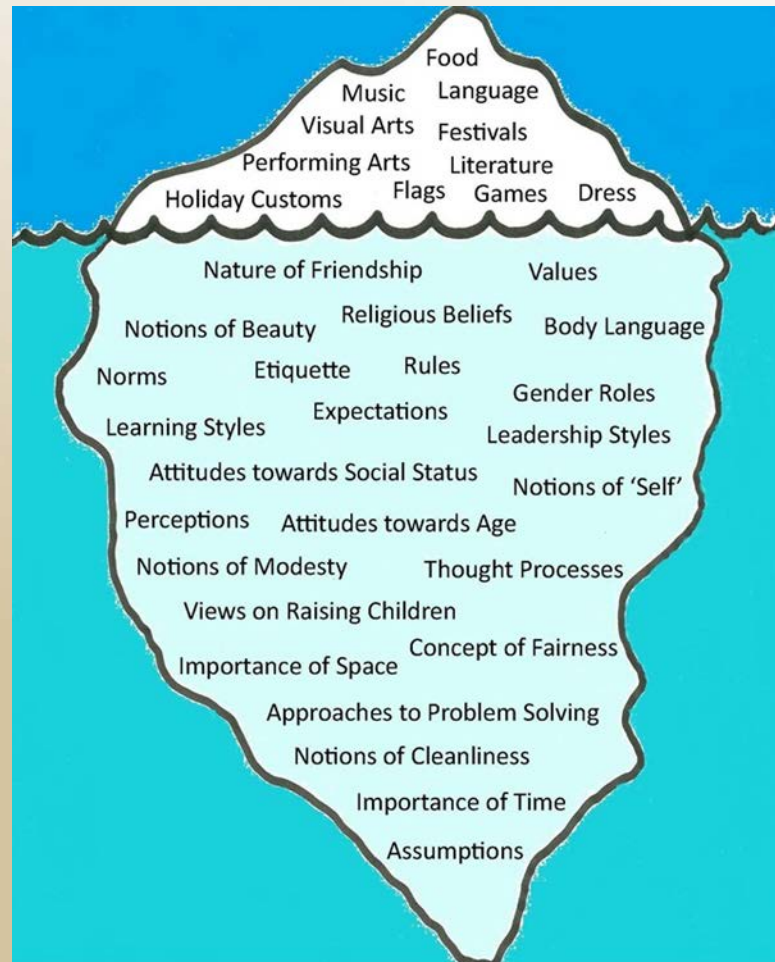 Food
Music Language
Visual Arts Festivals
Performing Arts Literature
Holiday Customs Flags Games Dress
Nature of Friendship Values
Notions of Beauty Religious Beliefs Body Language
Norms Etiquette Rules
Gender Roles
Learning Styles Expectations
Leadership Styles
Attitudes towards Social Status
Notions of ‘Self’
Perceptions Attitudes towards Age
Notions of Modesty Thought Processes
Views on Raising Children
Concept of Fairness
Importance of Space
Approaches to Problem Solving
Notions of Cleanliness
Importance of Time
Assumptions